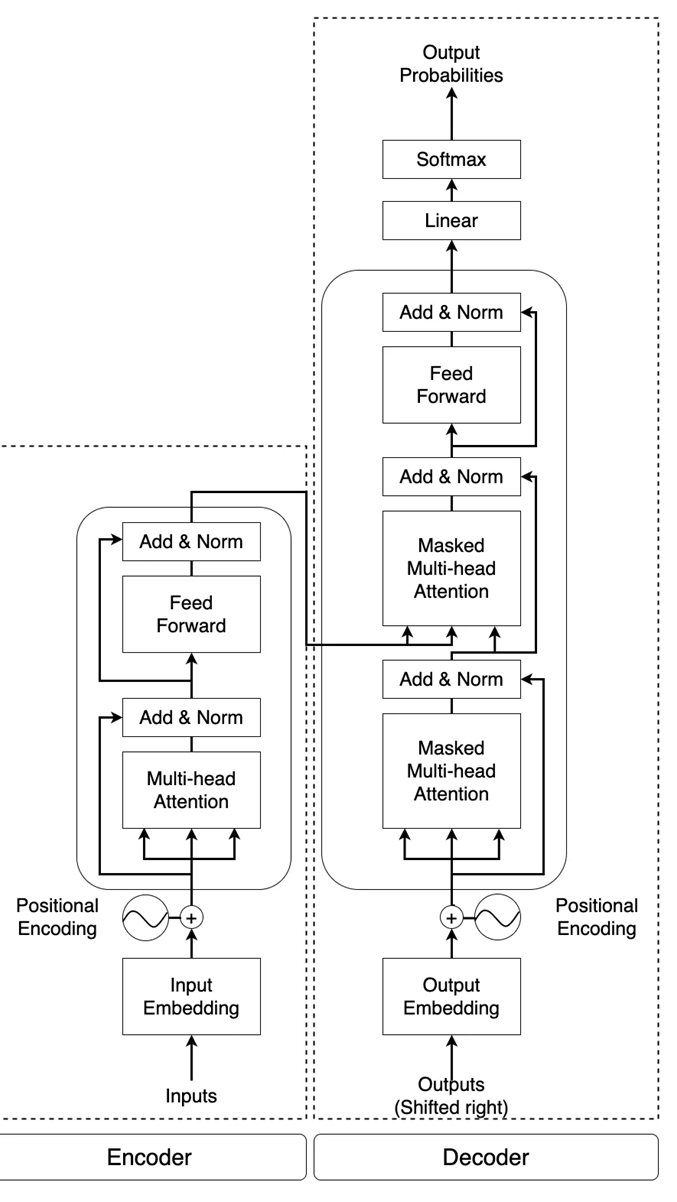 Output
Probabilities
Softmax
Linear
Add & Norm
Feed
Forward
Add & Norm
Masked
Multi-head
Attention
Add & Norm
Masked
Multi-head
Attention
Positional
Encoding
Output
Embedding
Outputs
(Shifted right)
Add & Norm
Feed
Forward
Add & Norm
Multi-head
Attention
Positional
Encoding
Input
Embedding
Inputs
Encoder
Decoder